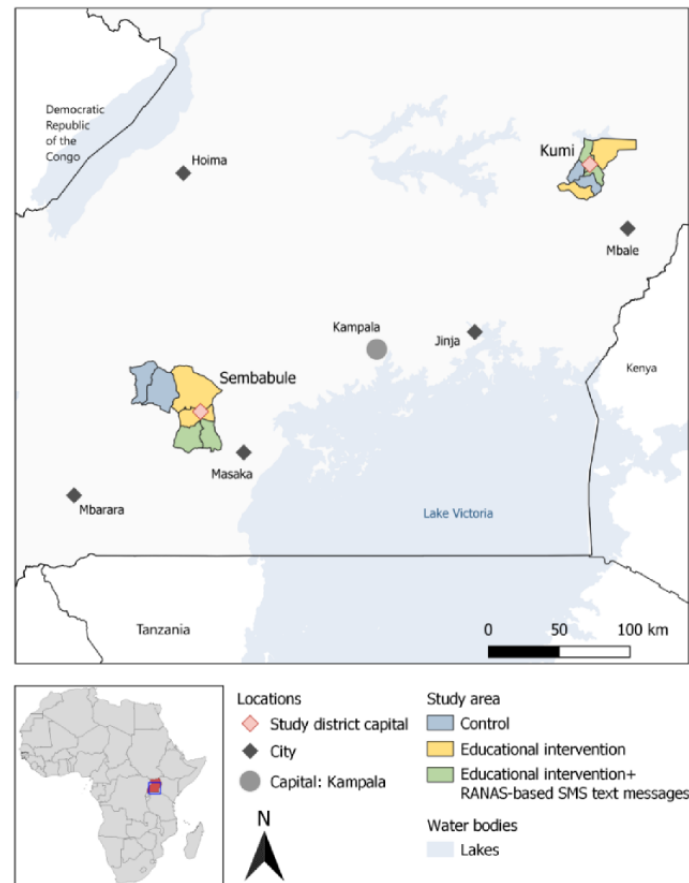 Democratic
Republic
of the
Congo
Hoima
Kumi
Mbale
Kampala
Jinja
Kenya
Sembabule
Masaka
Mbarara
Lake Victoria
Tanzania
0 50 100 km
Locations
Study district capital
City
Capital: Kampala
N
Study area
Control
Educational intervention
Educational intervention+
RANAS-based SMS text messages
Water bodies
Lakes